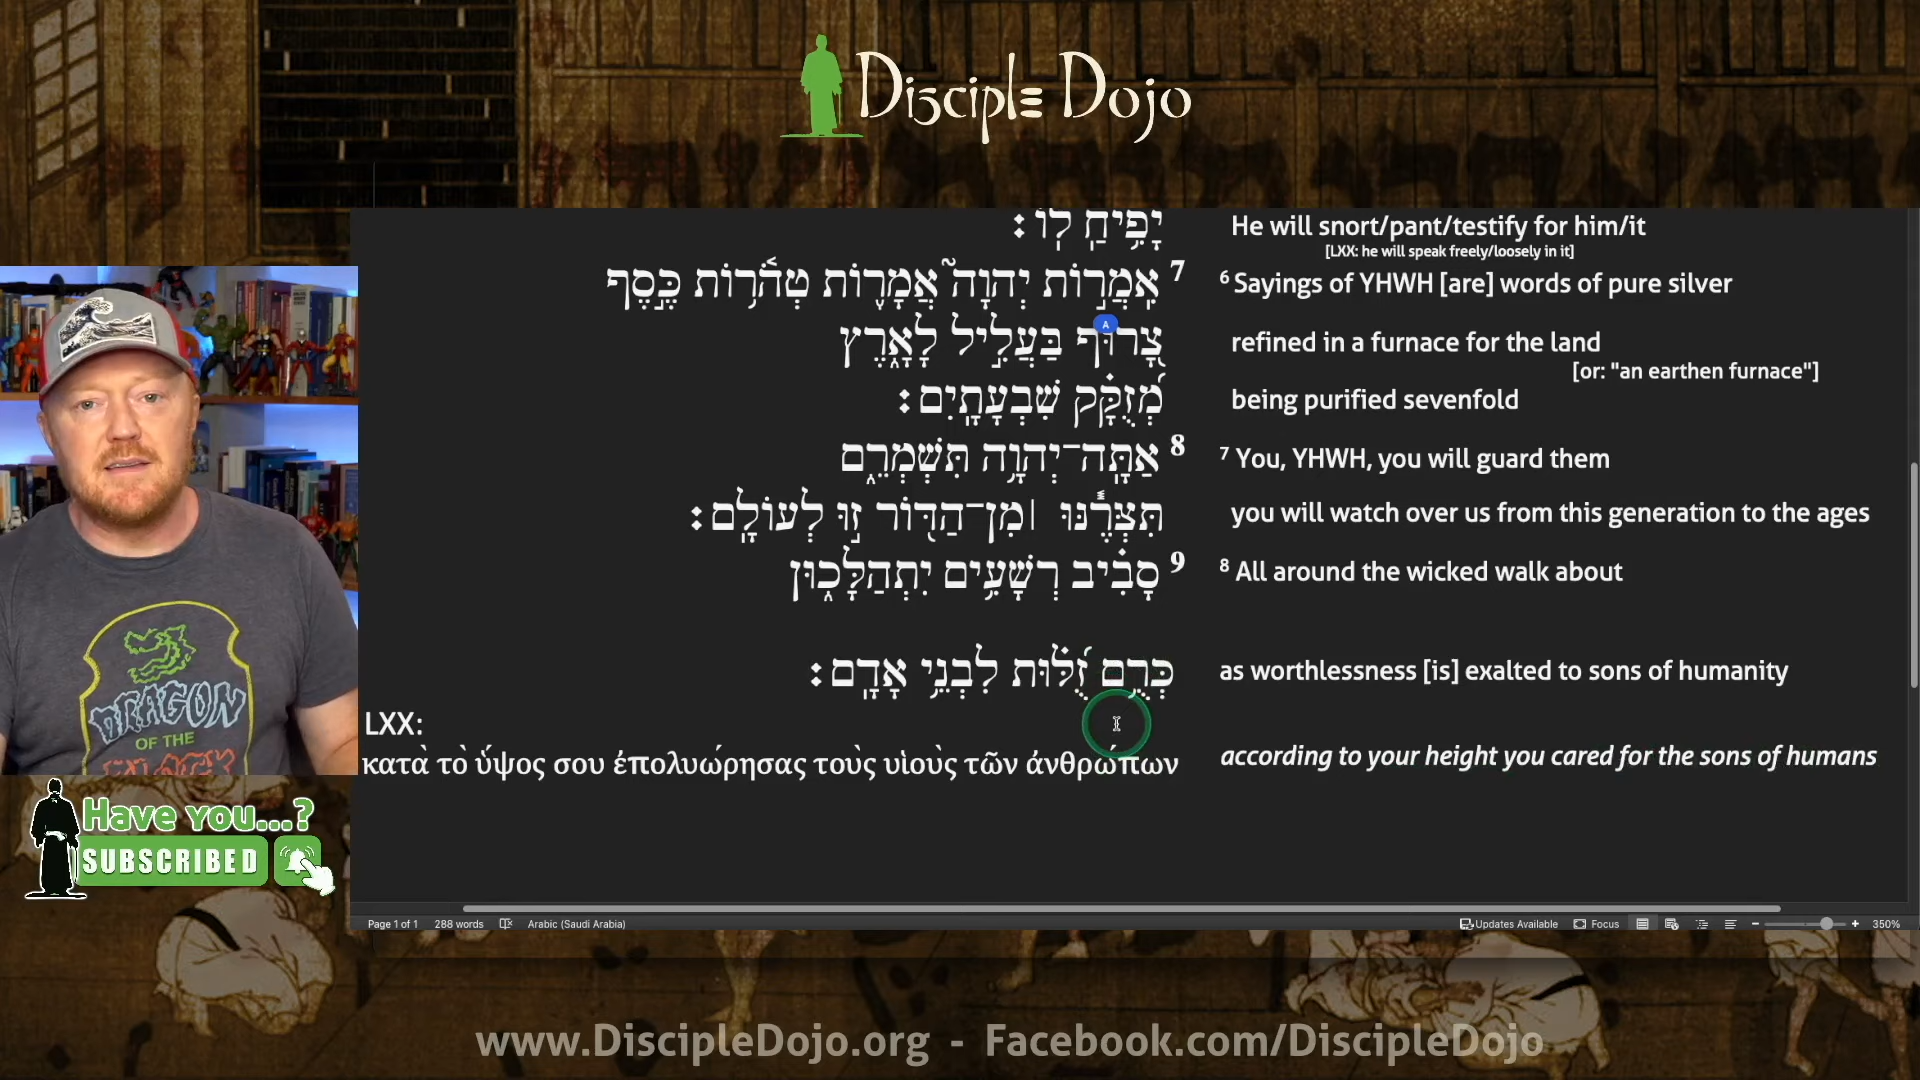 Disciple Dojo
יָפִ֥יחַֽ לֽוֹ׃
He will snort/pant/testify for him/it
[LXX: he will speak freely/loosely in it]
7 אִֽמֲר֣וֹת יְהוָה֮ אֲמָר֪וֹת טְהֹ֫ר֥וֹת כֶּ֣סֶף
6 Sayings of YHWH [are] words of pure silver
A
צָ֭רוּף בַּעֲלִ֣יל לָאָ֑רֶץ
refined in a furnace for the land
[or: "an earthen furnace"]
מְ֝זֻקָּ֗ק שִׁבְעָתָֽיִם׃
being purified sevenfold
8 אַתָּֽה־יְהוָ֥ה תִּשְׁמְרֵ֑ם
7 You, YHWH, you will guard them
תִּצְּרֶ֓נּוּ ׀ מִן־הַדּ֖וֹר ז֣וּ לְעוֹלָֽם׃
you will watch over us from this generation to the ages
9 סָבִ֗יב רְשָׁעִ֥ים יִתְהַלָּכ֑וּן
8 All around the wicked walk about
כְּרֻ֥ם זֻ֝לּ֗וּת לִבְנֵ֥י אָדָֽם׃
as worthlessness [is] exalted to sons of humanity
LXX:
κατὰ τὸ ὕψος σου ἐπολυώρησας τοὺς υἱοὺς τῶν ἀνθρώπων
according to your height you cared for the sons of humans
DRAGON
OF THE
Have you...?
SUBSCRIBED
Page 1 of 1 288 words Arabic (Saudi Arabia) Updates Available Focus 350%
www.DiscipleDojo.org - Facebook.com/DiscipleDojo